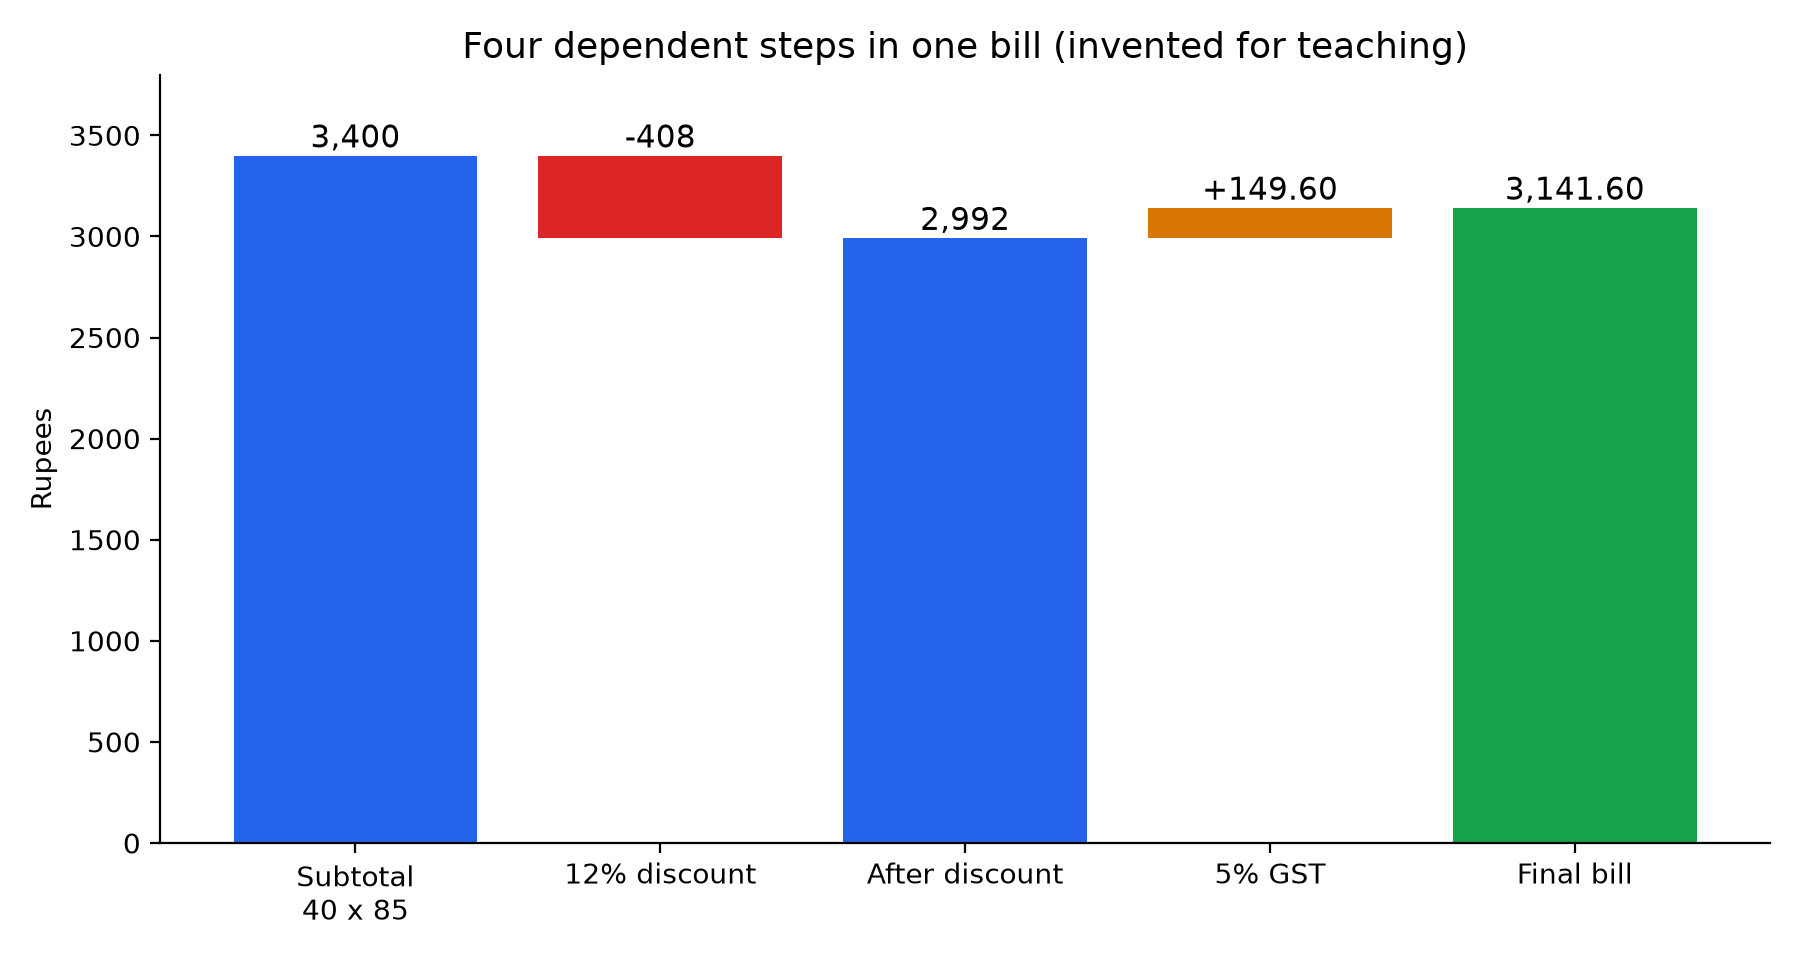 Four dependent steps in one bill (invented for teaching)
Rupees
3500
3000
2500
2000
1500
1000
500
0
3,400
-408
2,992
+149.60
3,141.60
Subtotal
40 x 85
12% discount
After discount
5% GST
Final bill